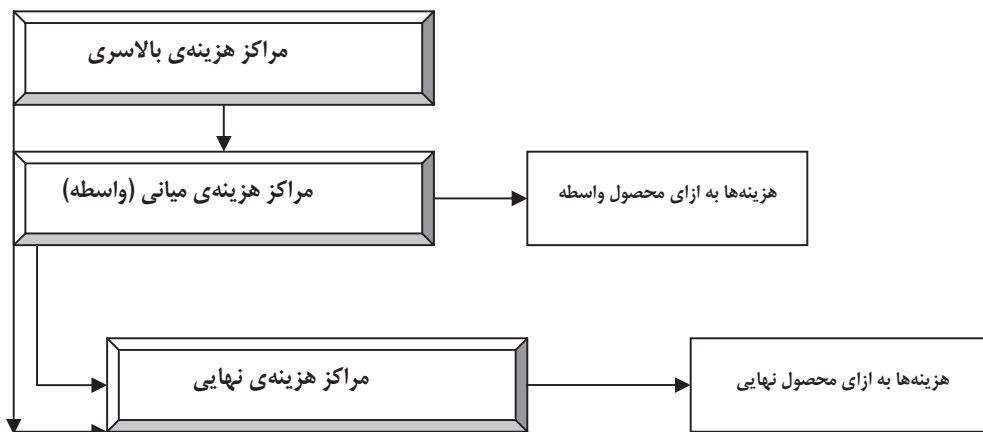 مراکز هزینه‌ی بالاسری
مراکز هزینه‌ی میانی (واسطه)
هزینه‌ها به ازای محصول واسطه
مراکز هزینه‌ی نهایی
هزینه‌ها به ازای محصول نهایی